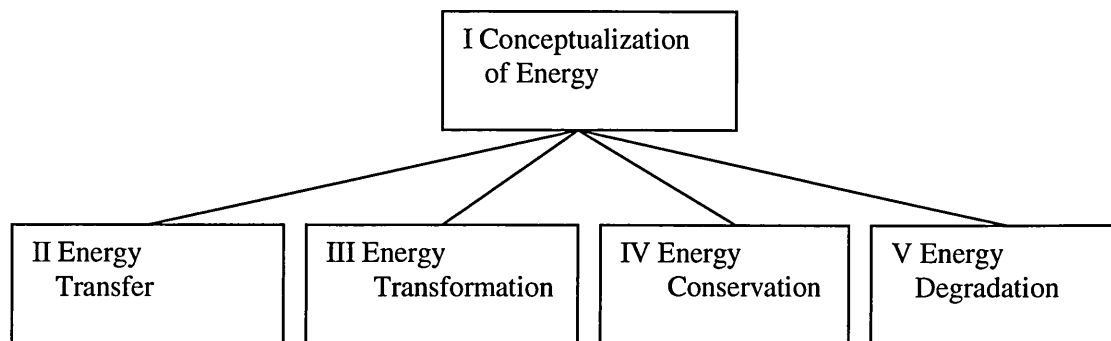 I Conceptualization
of Energy
II Energy
Transfer
III Energy
Transformation
IV Energy
Conservation
V Energy
Degradation